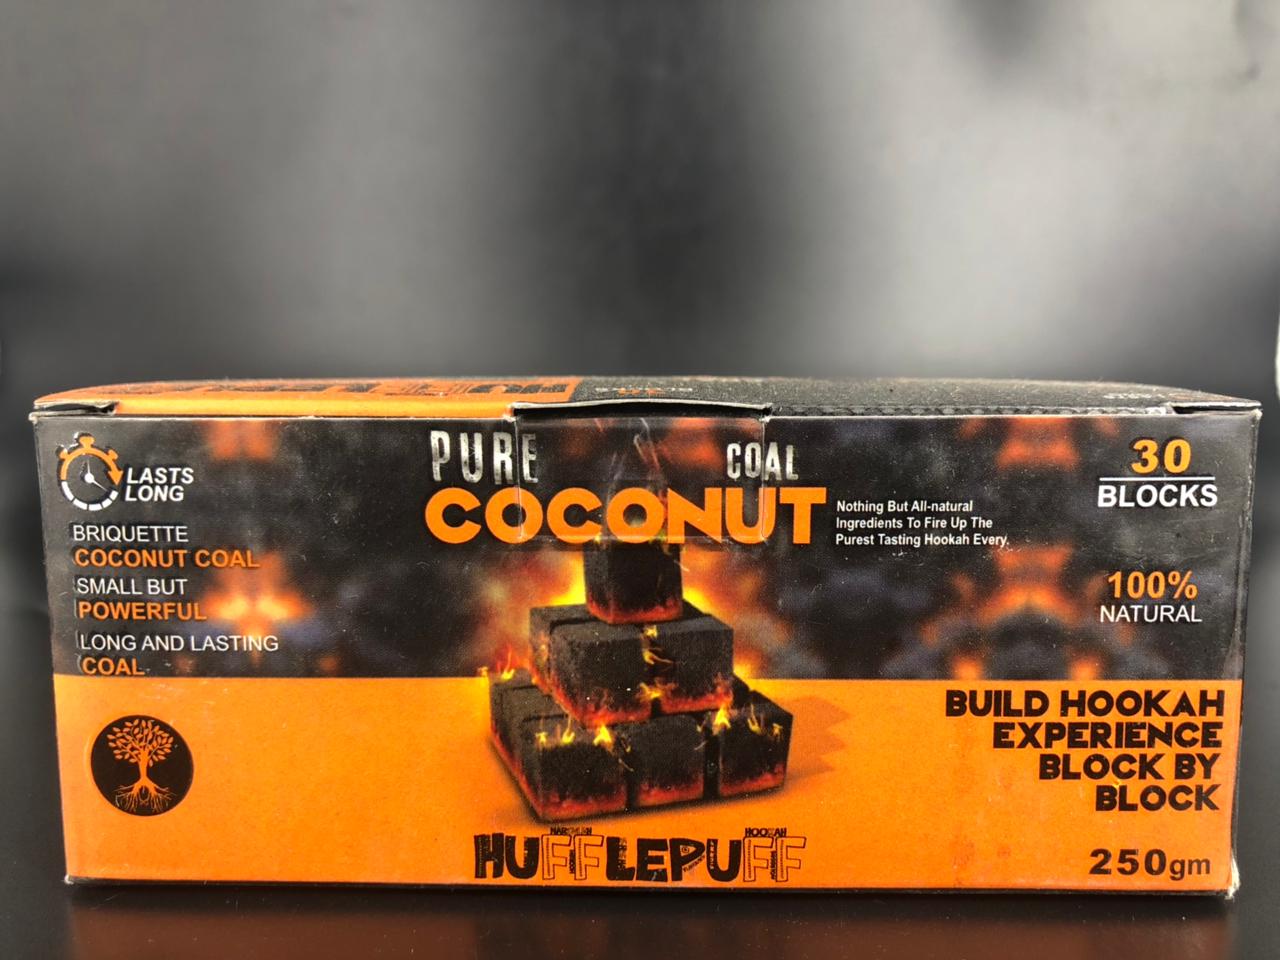 LASTS
LONG
BRIQUETTE
COCONUT COAL
SMALL BUT
POWERFUL
LONG AND LASTING
COAL
PURE COAL
COCONUT
Nothing But All-natural
Ingredients To Fire Up The
Purest Tasting Hookah Every.
30
BLOCKS
100%
NATURAL
BUILD HOOKAH
EXPERIENCE
BLOCK BY
BLOCK
HUFFLEPUFF
250gm